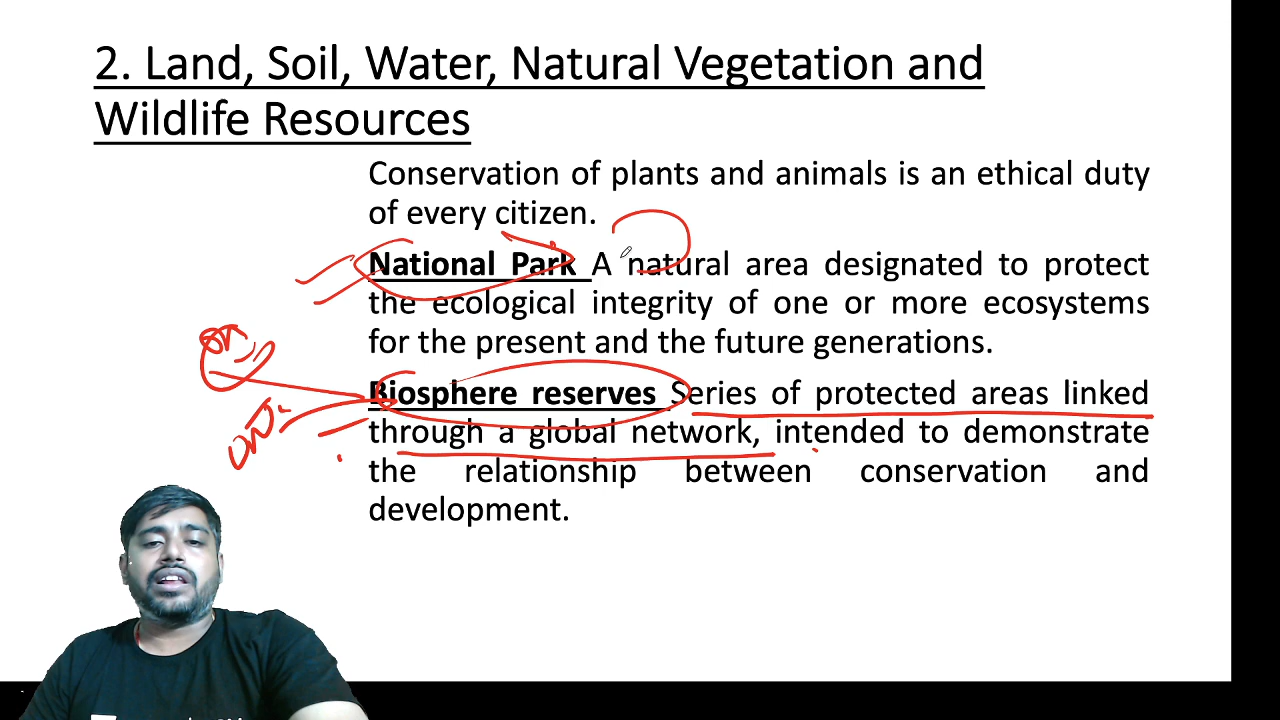 2. Land, Soil, Water, Natural Vegetation and
Wildlife Resources
Conservation of plants and animals is an ethical duty
of every citizen.
National Park A natural area designated to protect
the ecological integrity of one or more ecosystems
for the present and the future generations.
Biosphere reserves Series of protected areas linked
through a global network, intended to demonstrate
the relationship between conservation and
development.